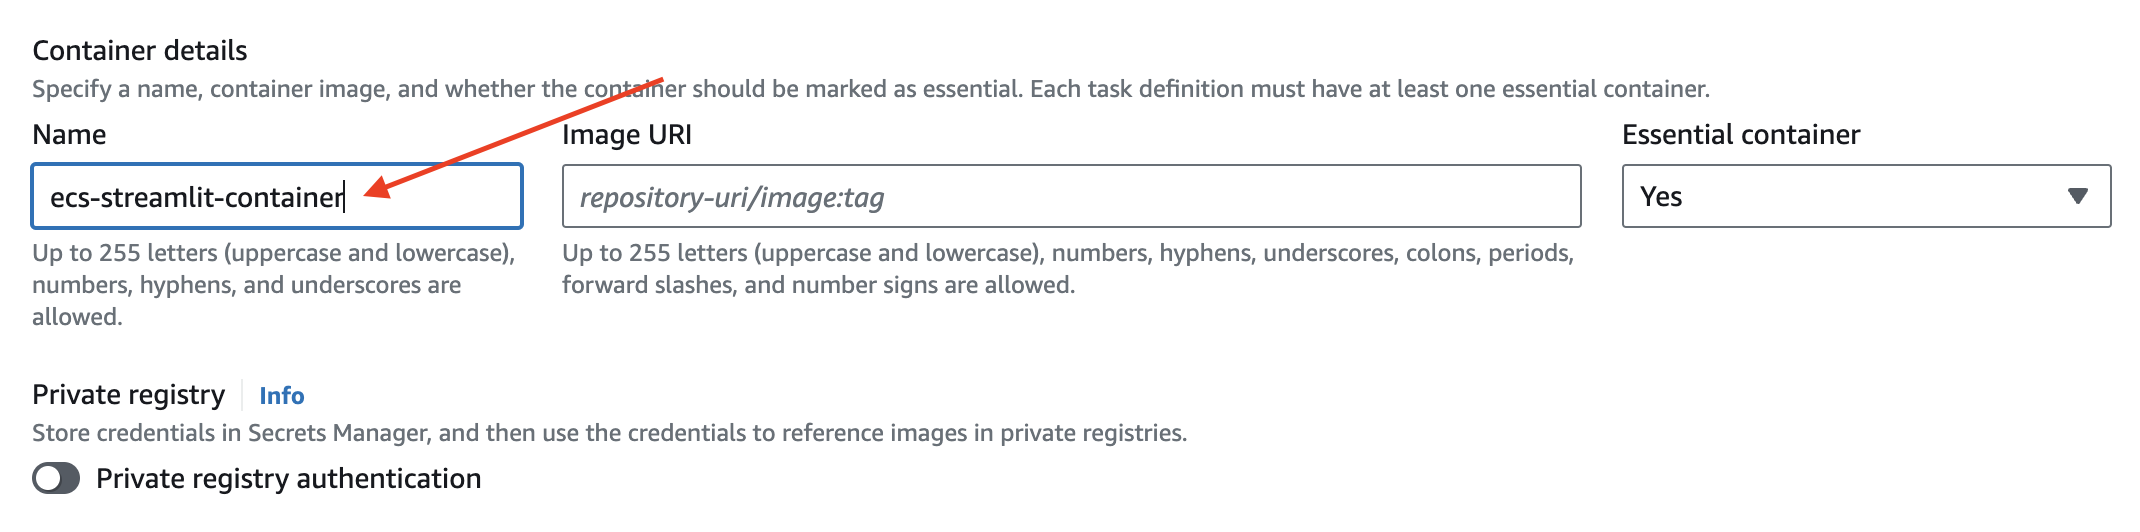 Container details
Specify a name, container image, and whether the container should be marked as essential. Each task definition must have at least one essential container.
Name
ecs-streamlit-container
Up to 255 letters (uppercase and lowercase),
numbers, hyphens, and underscores are
allowed.
Image URI
repository-uri/image:tag
Up to 255 letters (uppercase and lowercase), numbers, hyphens, underscores, colons, periods,
forward slashes, and number signs are allowed.
Essential container
Yes
Private registry
Info
Store credentials in Secrets Manager, and then use the credentials to reference images in private registries.
Private registry authentication